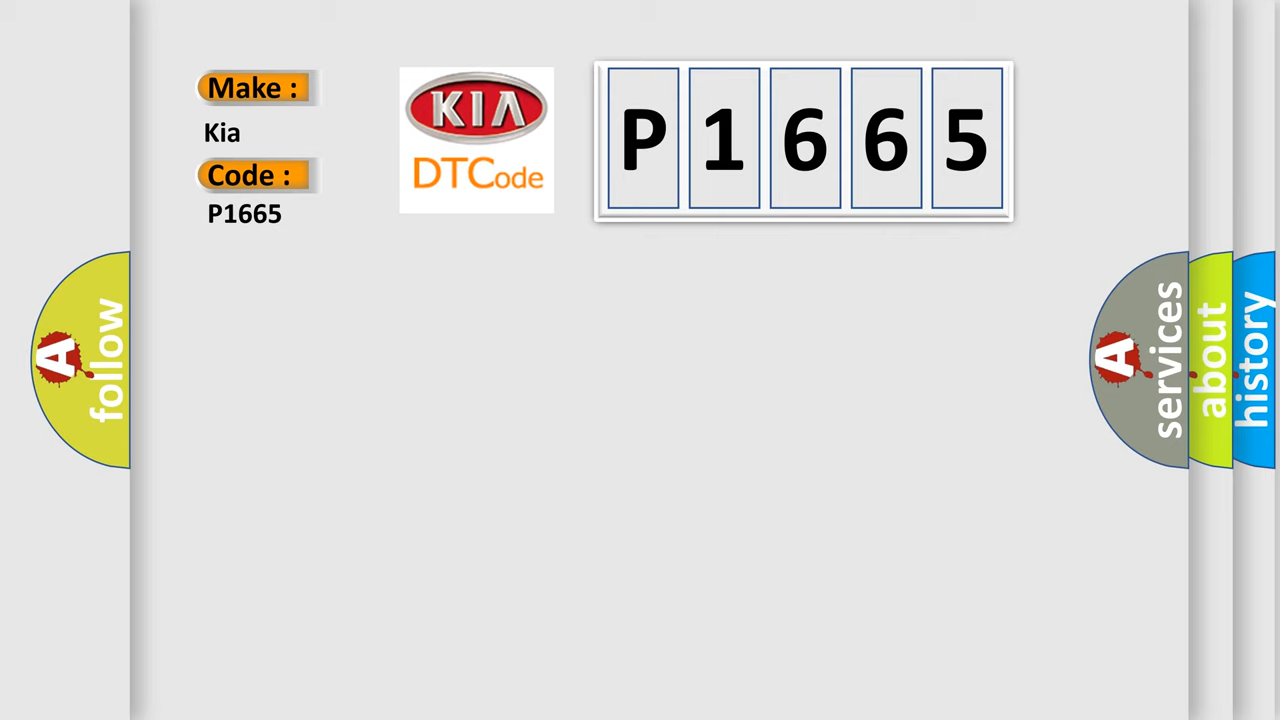 Make :
Kia
Code :
P1665
KIA
DTCode
P 1 6 6 5
A follow
A services
about
history